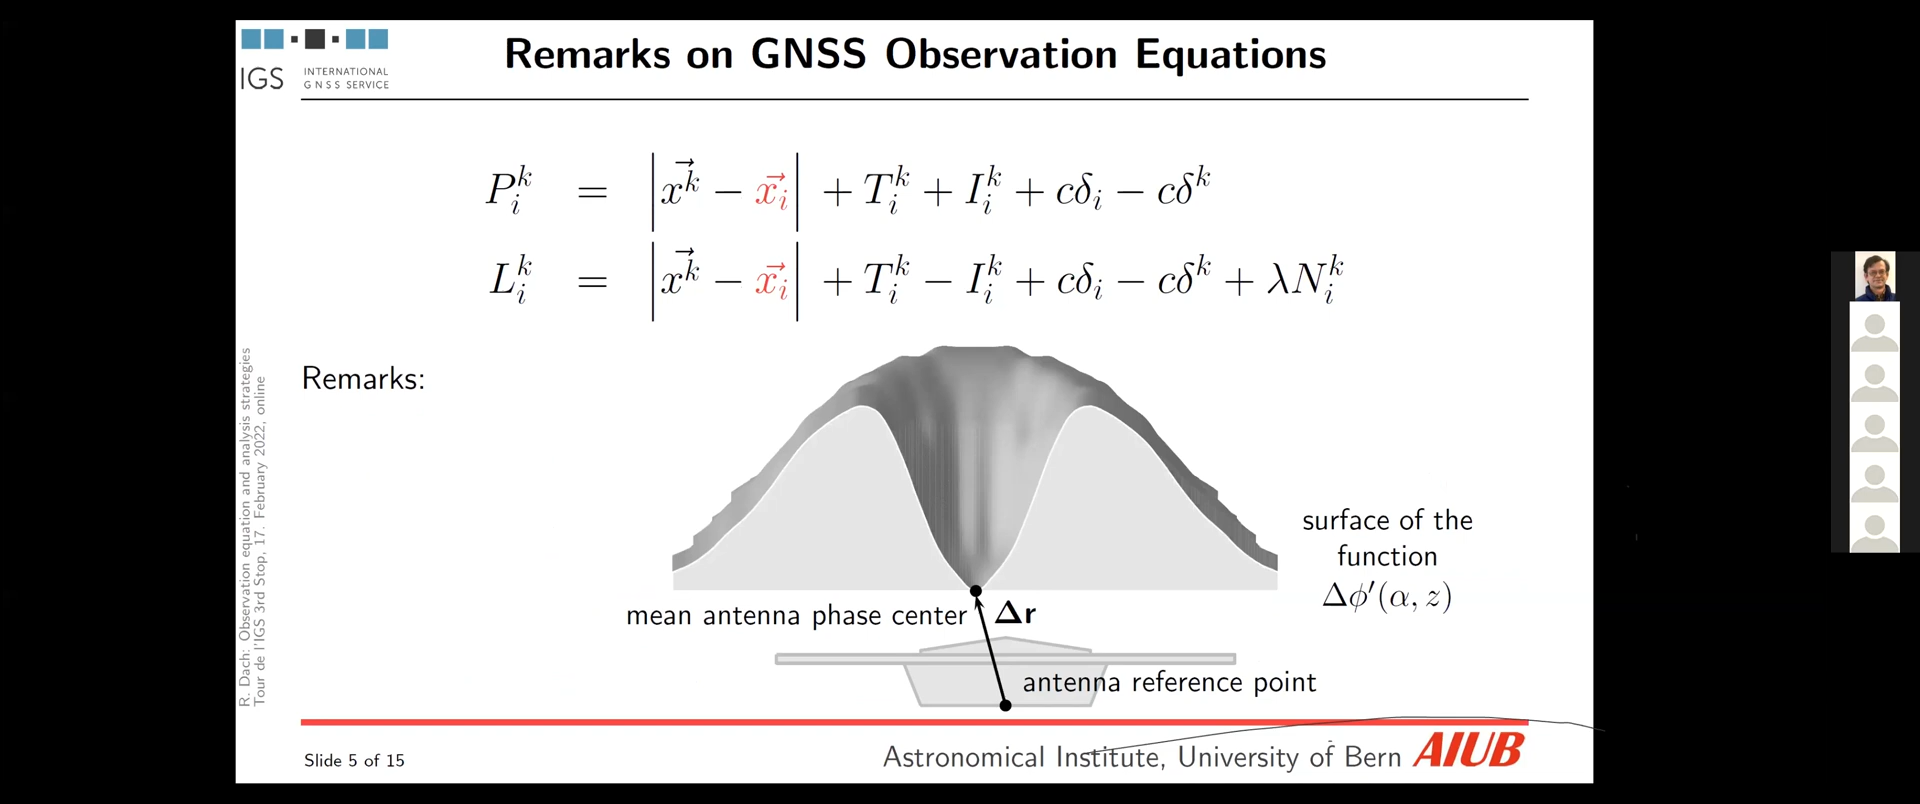 IGS INTERNATIONAL GNSS SERVICE
Remarks on GNSS Observation Equations
P_i^k = |x⃗^k − x⃗_i| + T_i^k + I_i^k + cδ_i − cδ^k
L_i^k = |x⃗^k − x⃗_i| + T_i^k − I_i^k + cδ_i − cδ^k + λN_i^k
Remarks:
surface of the
function
Δϕ′(α, z)
mean antenna phase center
Δr
antenna reference point
R. Dach: Observation equation and analysis strategies
Tour de l'IGS 3rd Stop, 17. February 2022, online
Slide 5 of 15
Astronomical Institute, University of Bern AIUB